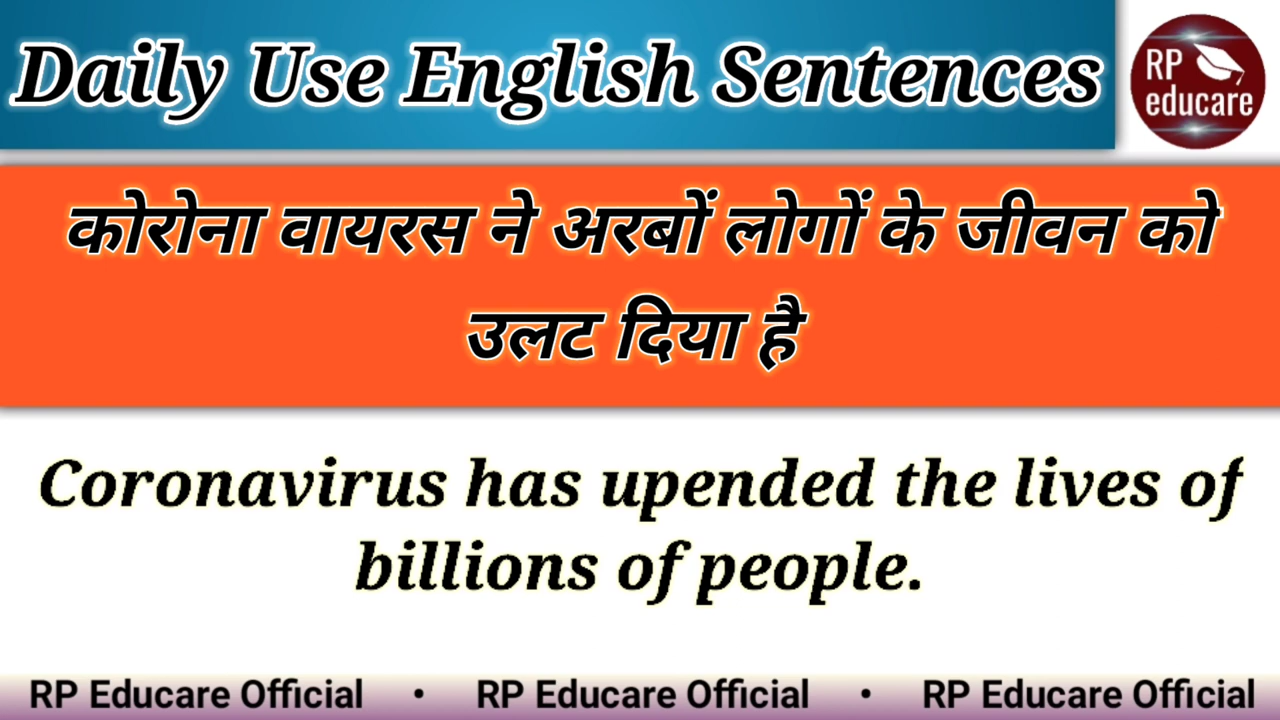 Daily Use English Sentences
RP
educare
कोरोना वायरस ने अरबों लोगों के जीवन को
उलट दिया है
Coronavirus has upended the lives of
billions of people.
RP Educare Official • RP Educare Official • RP Educare Official